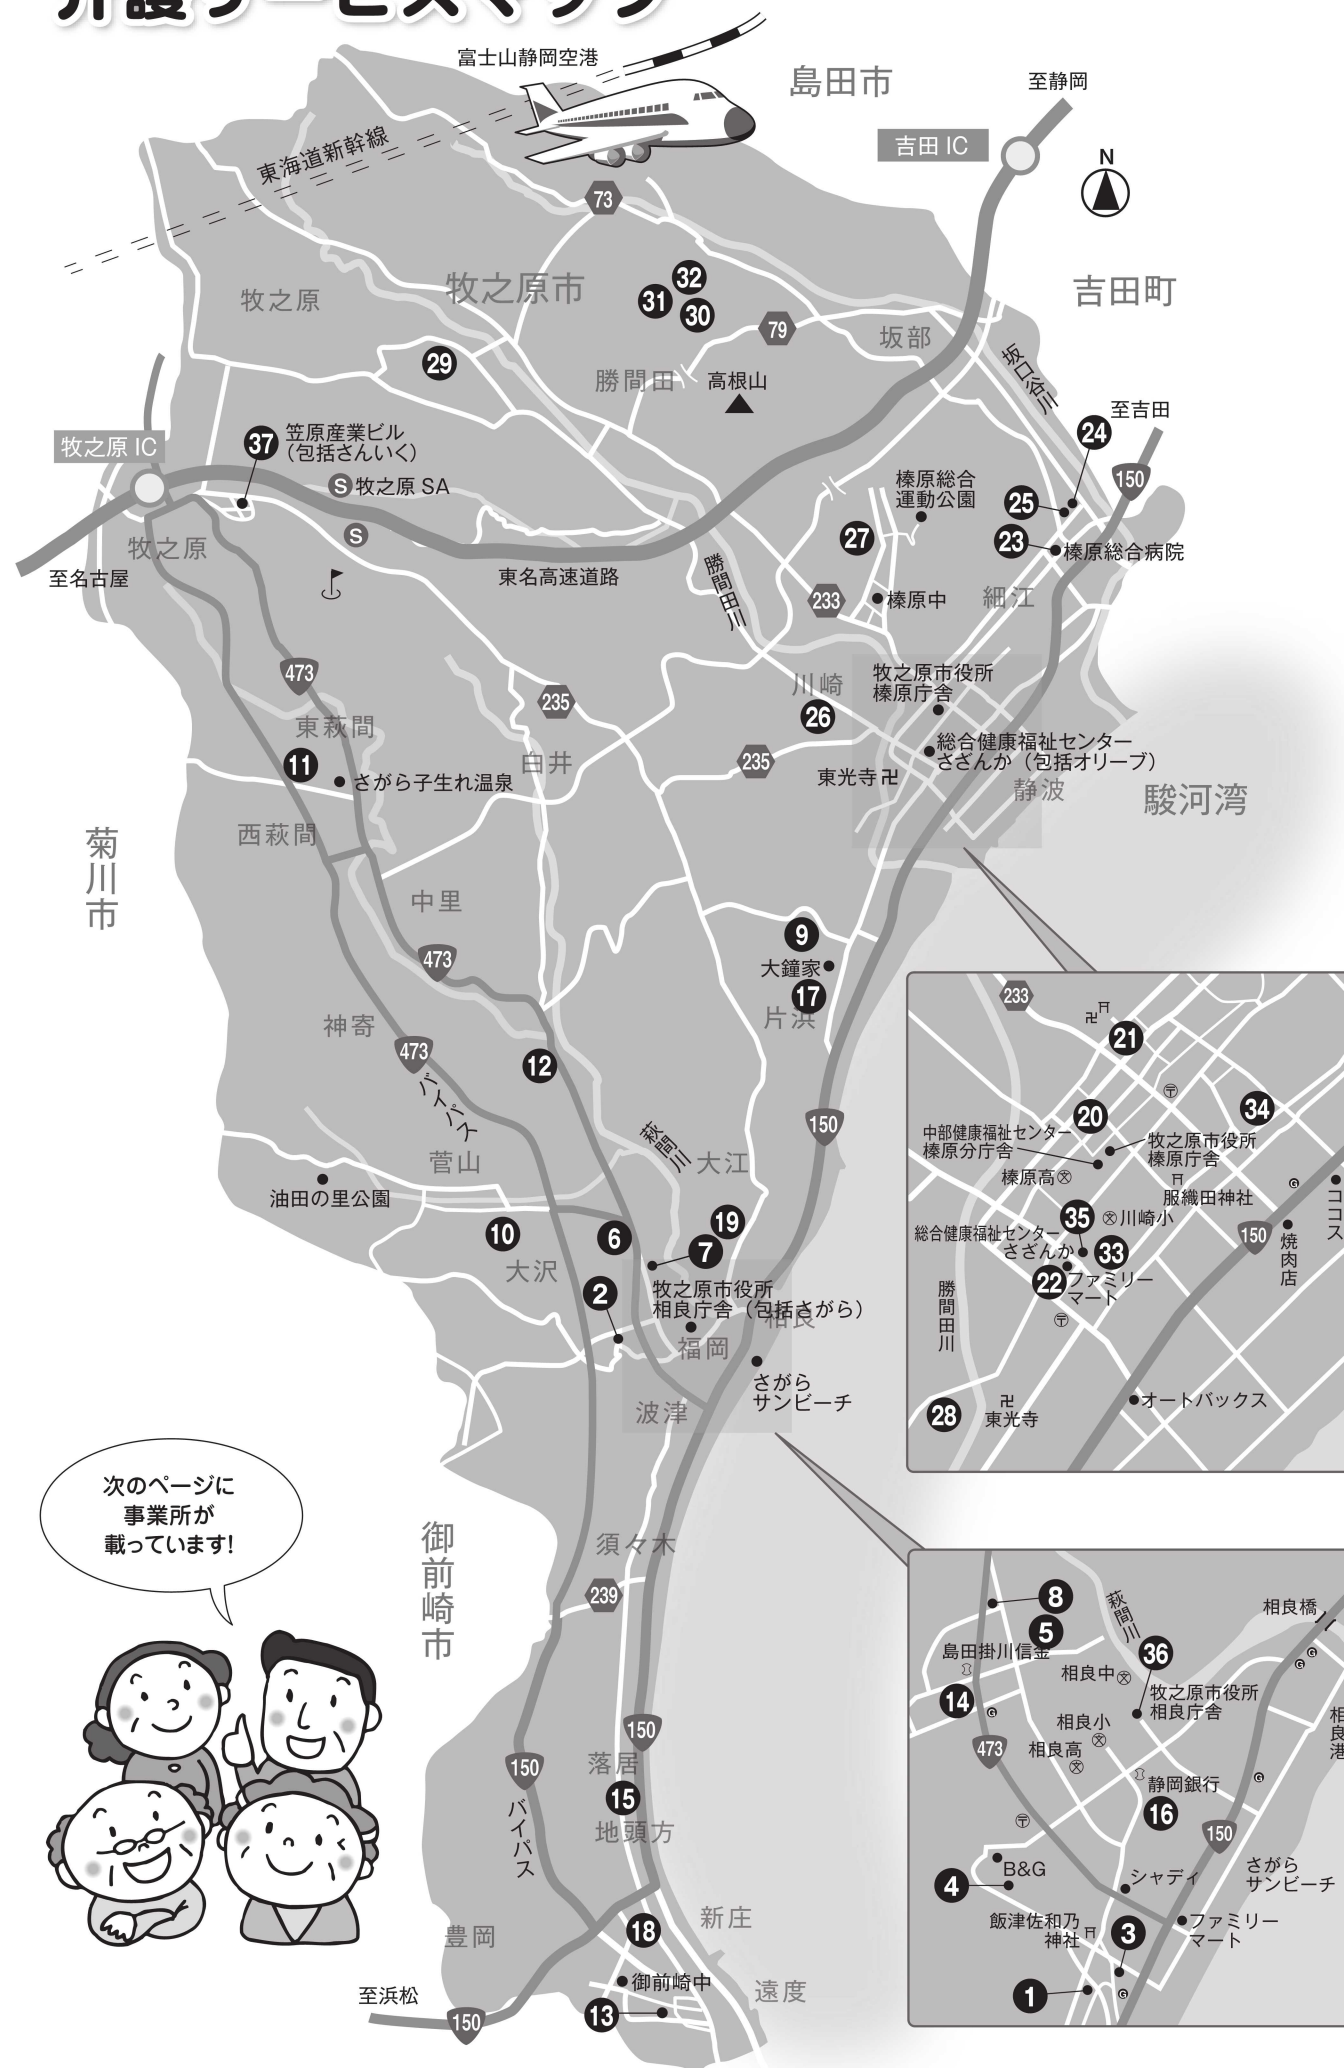 介護サービスマップ
富士山静岡空港
島田市
至静岡
吉田 IC
N
東海道新幹線
73
牧之原
牧之原市
32
31
30
79
坂部
吉田町
坂口谷川
29
勝間田
高根山
至吉田
24
150
牧之原 IC
37
笠原産業ビル
（包括さんいく）
S 牧之原 SA
S
榛原総合
運動公園
25
27
23
榛原総合病院
牧之原
至名古屋
東名高速道路
勝間田川
233
榛原中
細江
473
東萩間
235
白井
川崎
26
牧之原市役所
榛原庁舎
235
総合健康福祉センター
さざんか（包括オリーブ）
東光寺
静波
駿河湾
11
さがら子生れ温泉
西萩間
菊川市
中里
473
9
大鐘家
17
片浜
神寄
473
バイパス
12
150
萩間川
大江
菅山
油田の里公園
10
6
19
7
大沢
2
牧之原市役所
相良庁舎（包括さがら）
相良
福岡
さがら
サンビーチ
波津
233
21
20
34
中部健康福祉センター
榛原分庁舎
牧之原市役所
榛原庁舎
榛原高
服織田神社
G
ココス
35
川崎小
総合健康福祉センター
さざんか
33
150
焼肉店
22
ファミリー
マート
勝間田川
28
東光寺
オートバックス
次のページに
事業所が
載っています!
御前崎市
須々木
239
150
150
バイパス
落居
15
地頭方
新庄
18
豊岡
御前崎中
遠度
至浜松
150
13
8
5
萩間川
相良橋
島田掛川信金
36
相良中
G
G
14
G
牧之原市役所
相良庁舎
相良小
相良港
473
相良高
静岡銀行
G
16
150
B&G
4
シャディ
さがら
サンビーチ
飯津佐和乃
神社
3
ファミリー
マート
1
G